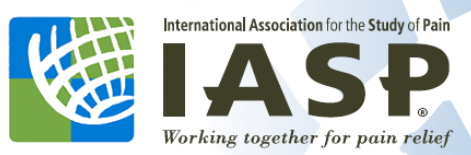 International Association for the Study of Pain
IASP®
Working together for pain relief